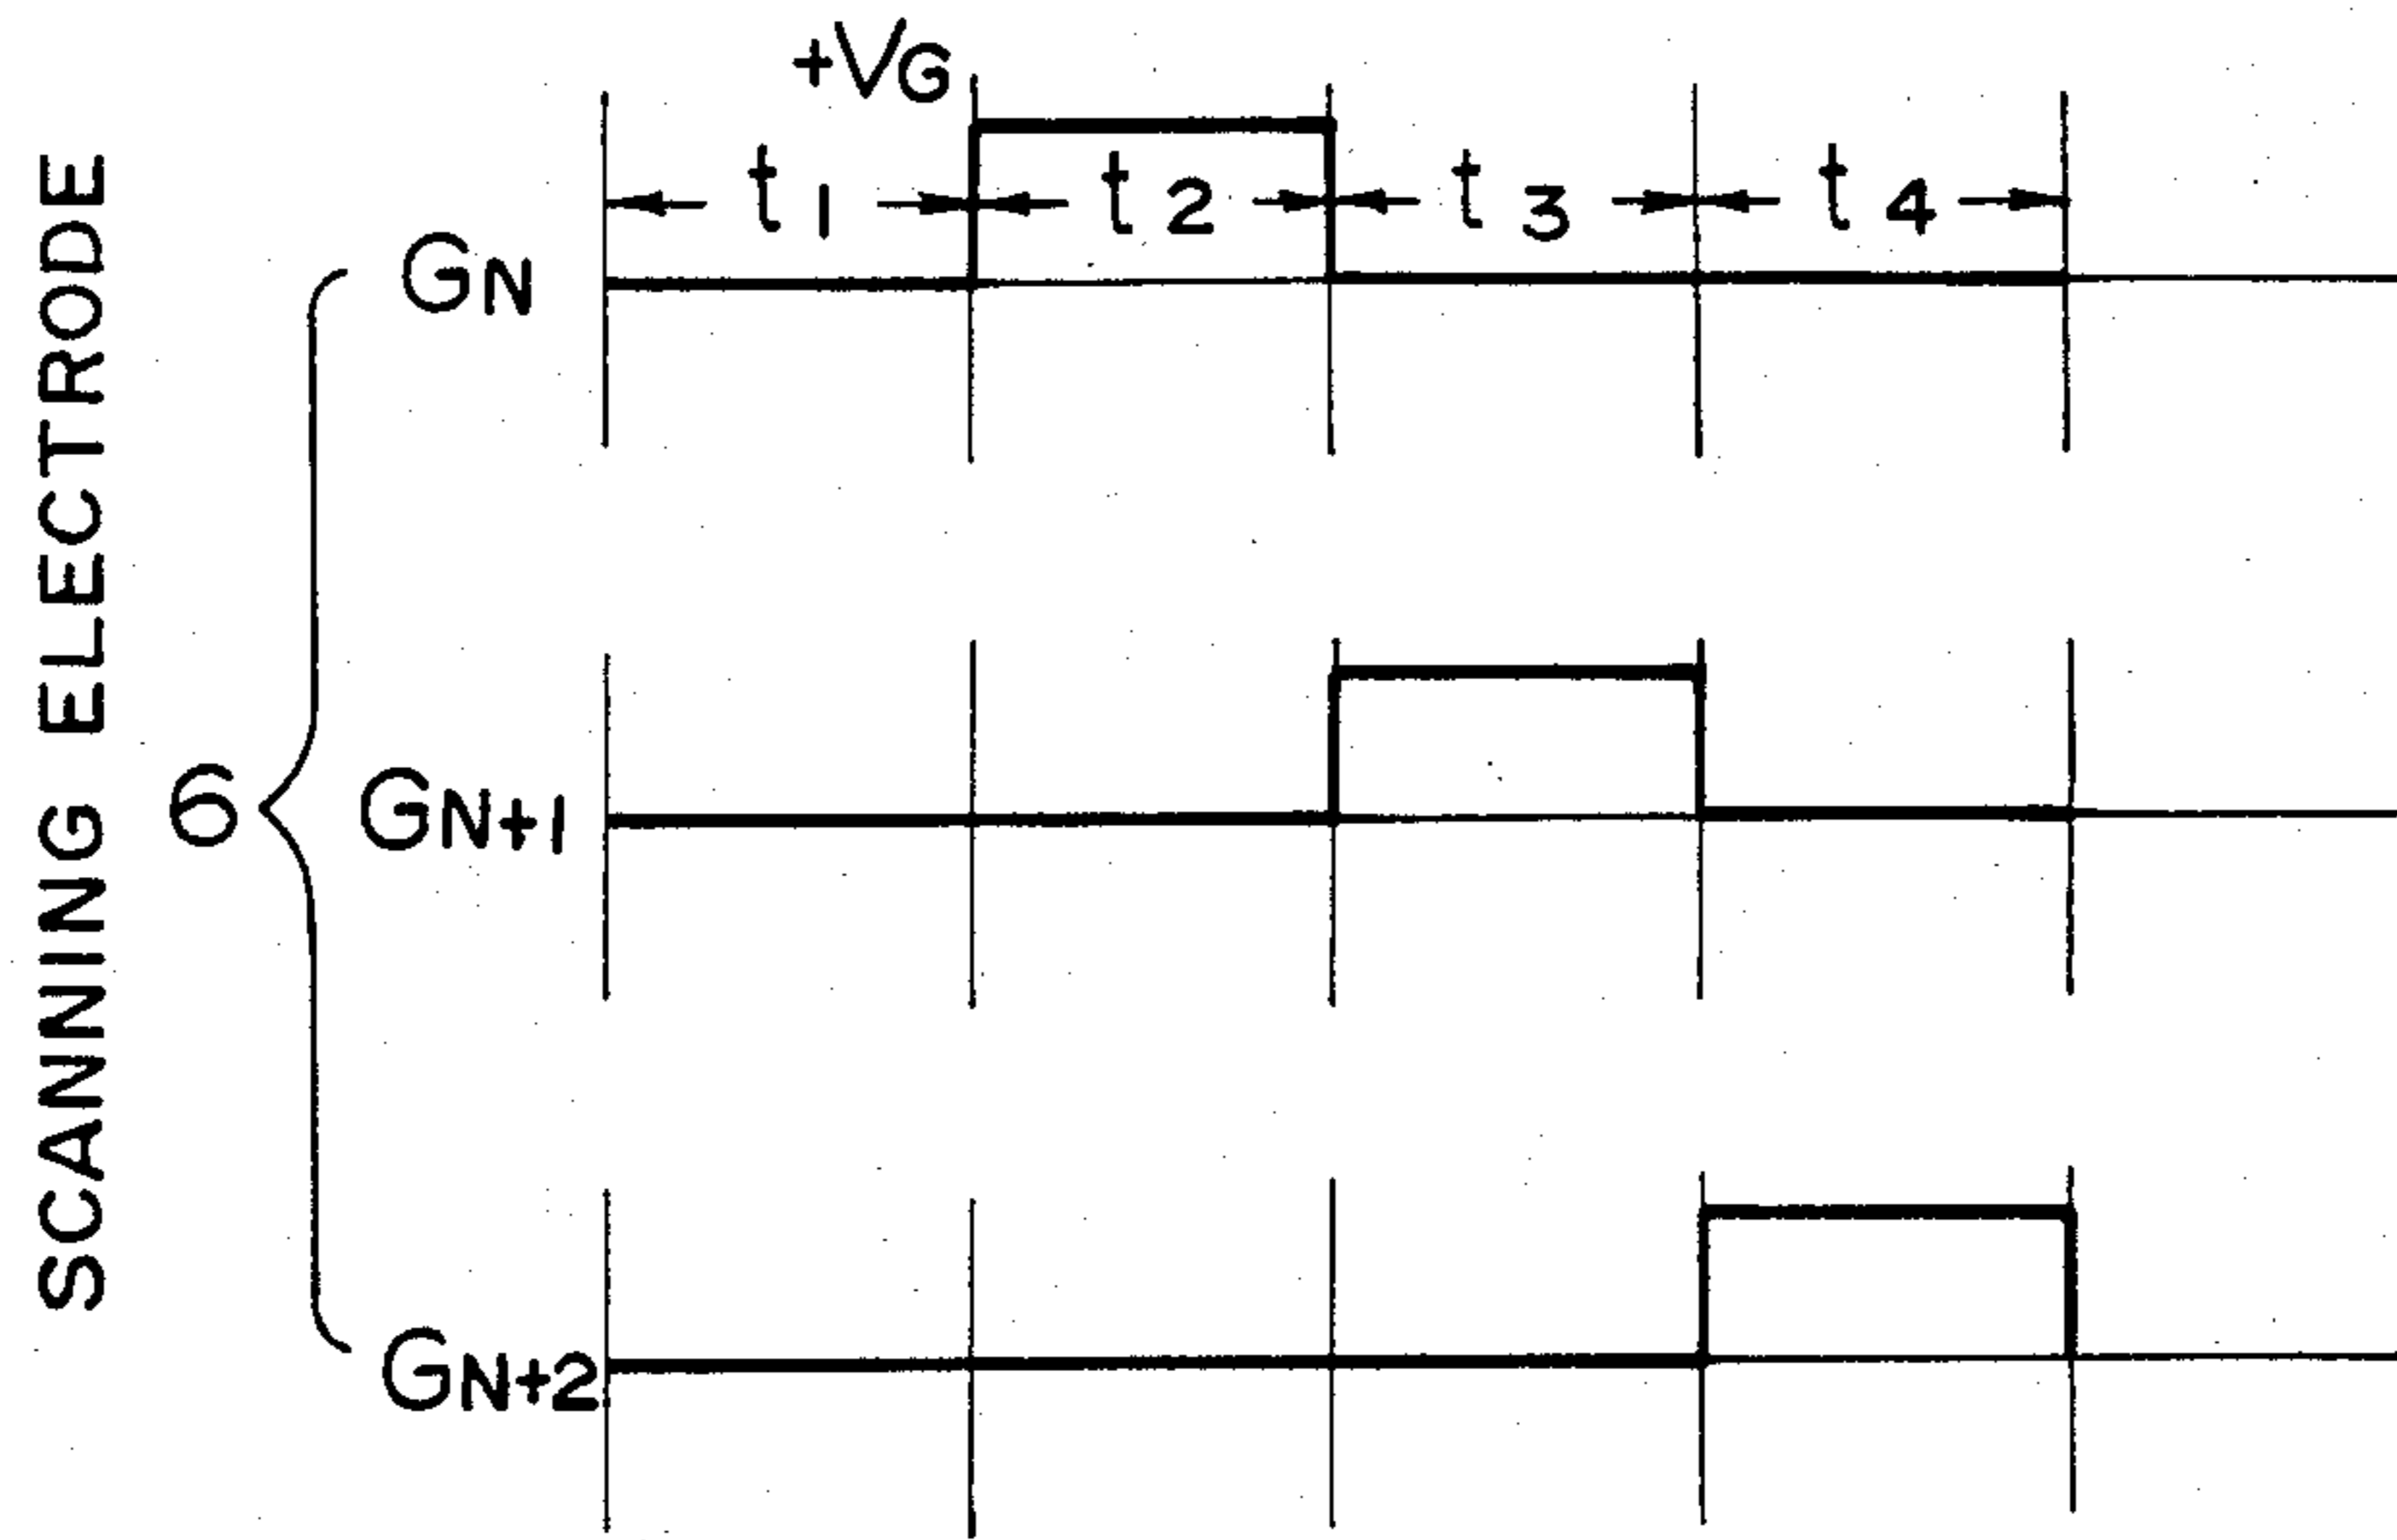 SCANNING ELECTRODE
6
+VG
t1 t2 t3 t4
GN
GN+1
GN+2